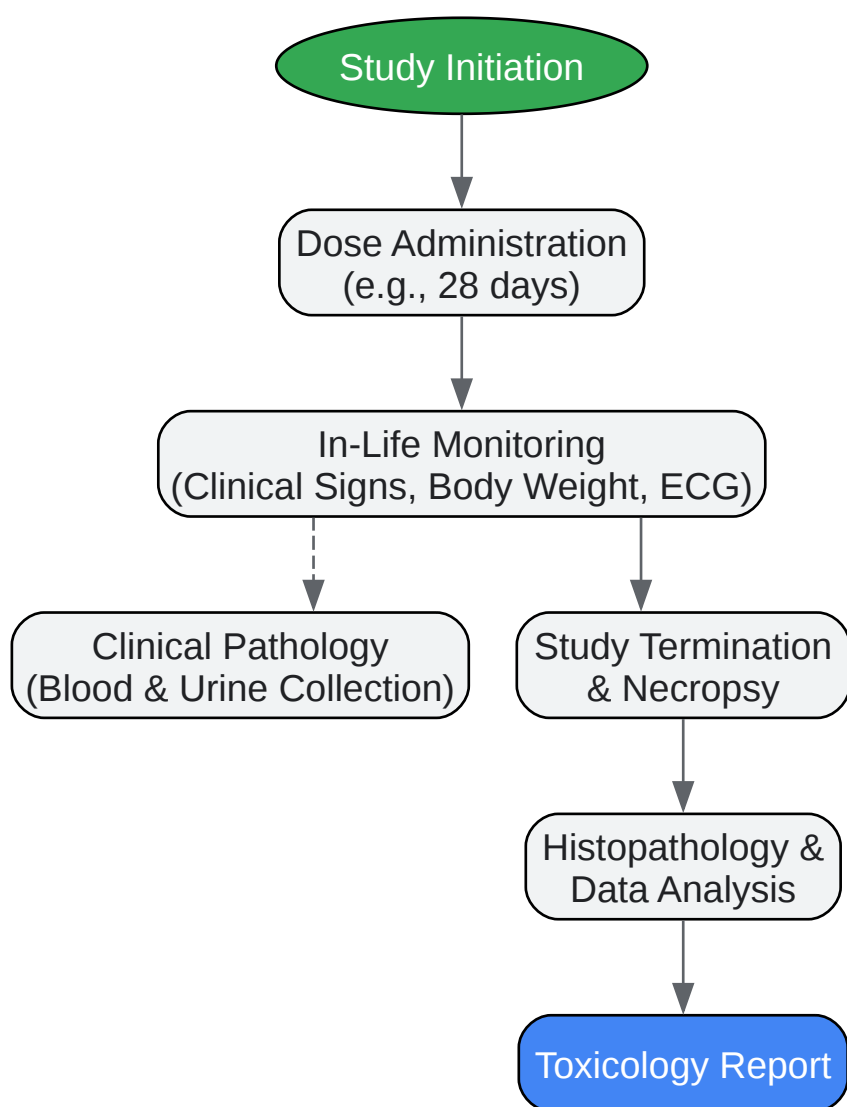 Study Initiation
Dose Administration
(e.g., 28 days)
In-Life Monitoring
(Clinical Signs, Body Weight, ECG)
Clinical Pathology
(Blood & Urine Collection)
Study Termination
& Necropsy
Histopathology &
Data Analysis
Toxicology Report